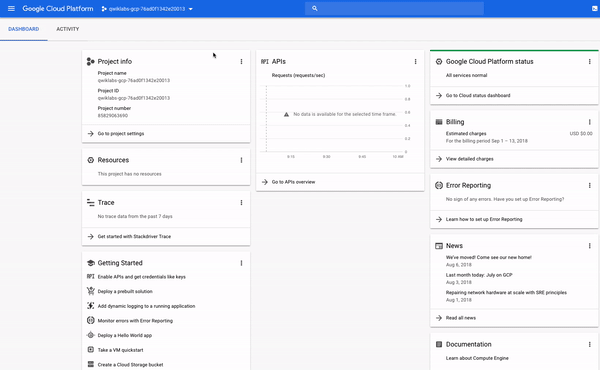 Google Cloud Platform
qwiklabs-gcp-76ad0f1342e20013
DASHBOARD
ACTIVITY
Project info
Project name
qwiklabs-gcp-76ad0f1342e20013
Project ID
qwiklabs-gcp-76ad0f1342e20013
Project number
85829063690
Go to project settings
Resources
This project has no resources
Trace
No trace data from the past 7 days
Get started with Stackdriver Trace
Getting Started
Enable APIs and get credentials like keys
Deploy a prebuilt solution
Add dynamic logging to a running application
Monitor errors with Error Reporting
Deploy a Hello World app
Take a VM quickstart
Create a Cloud Storage bucket
RPI APIs
Requests (requests/sec)
1.0
0.8
0.6
0.4
0.2
0
No data is available for the selected time frame.
9:15
9:30
9:45
10 AM
Go to APIs overview
Google Cloud Platform status
All services normal
Go to Cloud status dashboard
Billing
Estimated charges
USD $0.00
For the billing period Sep 1 – 13, 2018
View detailed charges
Error Reporting
No sign of any errors. Have you set up Error Reporting?
Learn how to set up Error Reporting
News
We've moved! Come see our new home!
Aug 6, 2018
Last month today: July on GCP
Aug 3, 2018
Repairing network hardware at scale with SRE principles
Aug 1, 2018
Read all news
Documentation
Learn about Compute Engine